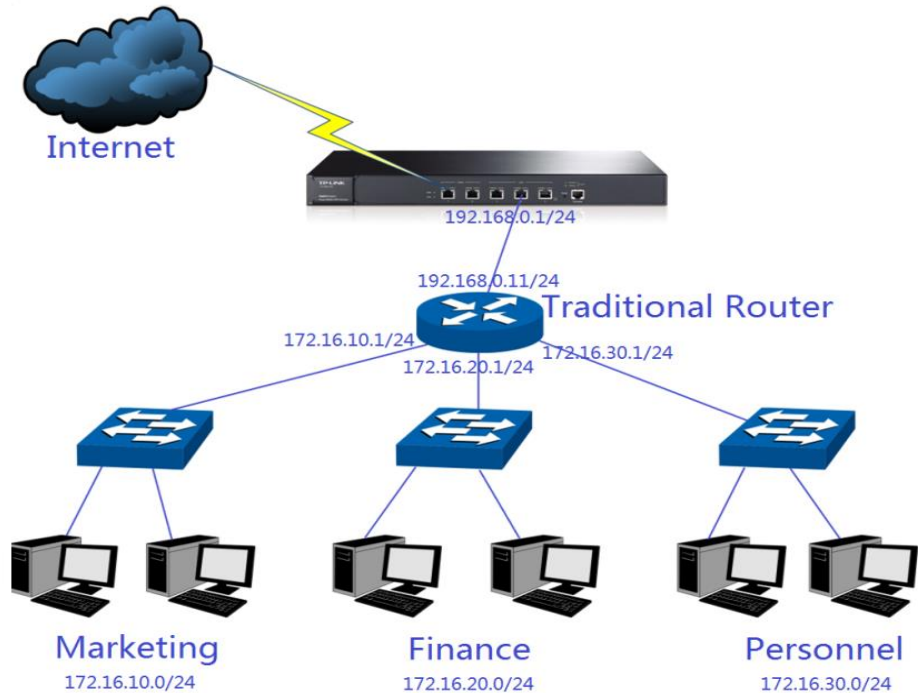 Internet
TP-LINK
192.168.0.1/24
192.168.0.11/24
Traditional Router
172.16.10.1/24
172.16.20.1/24
172.16.30.1/24
Marketing
Finance
Personnel
172.16.10.0/24
172.16.20.0/24
172.16.30.0/24